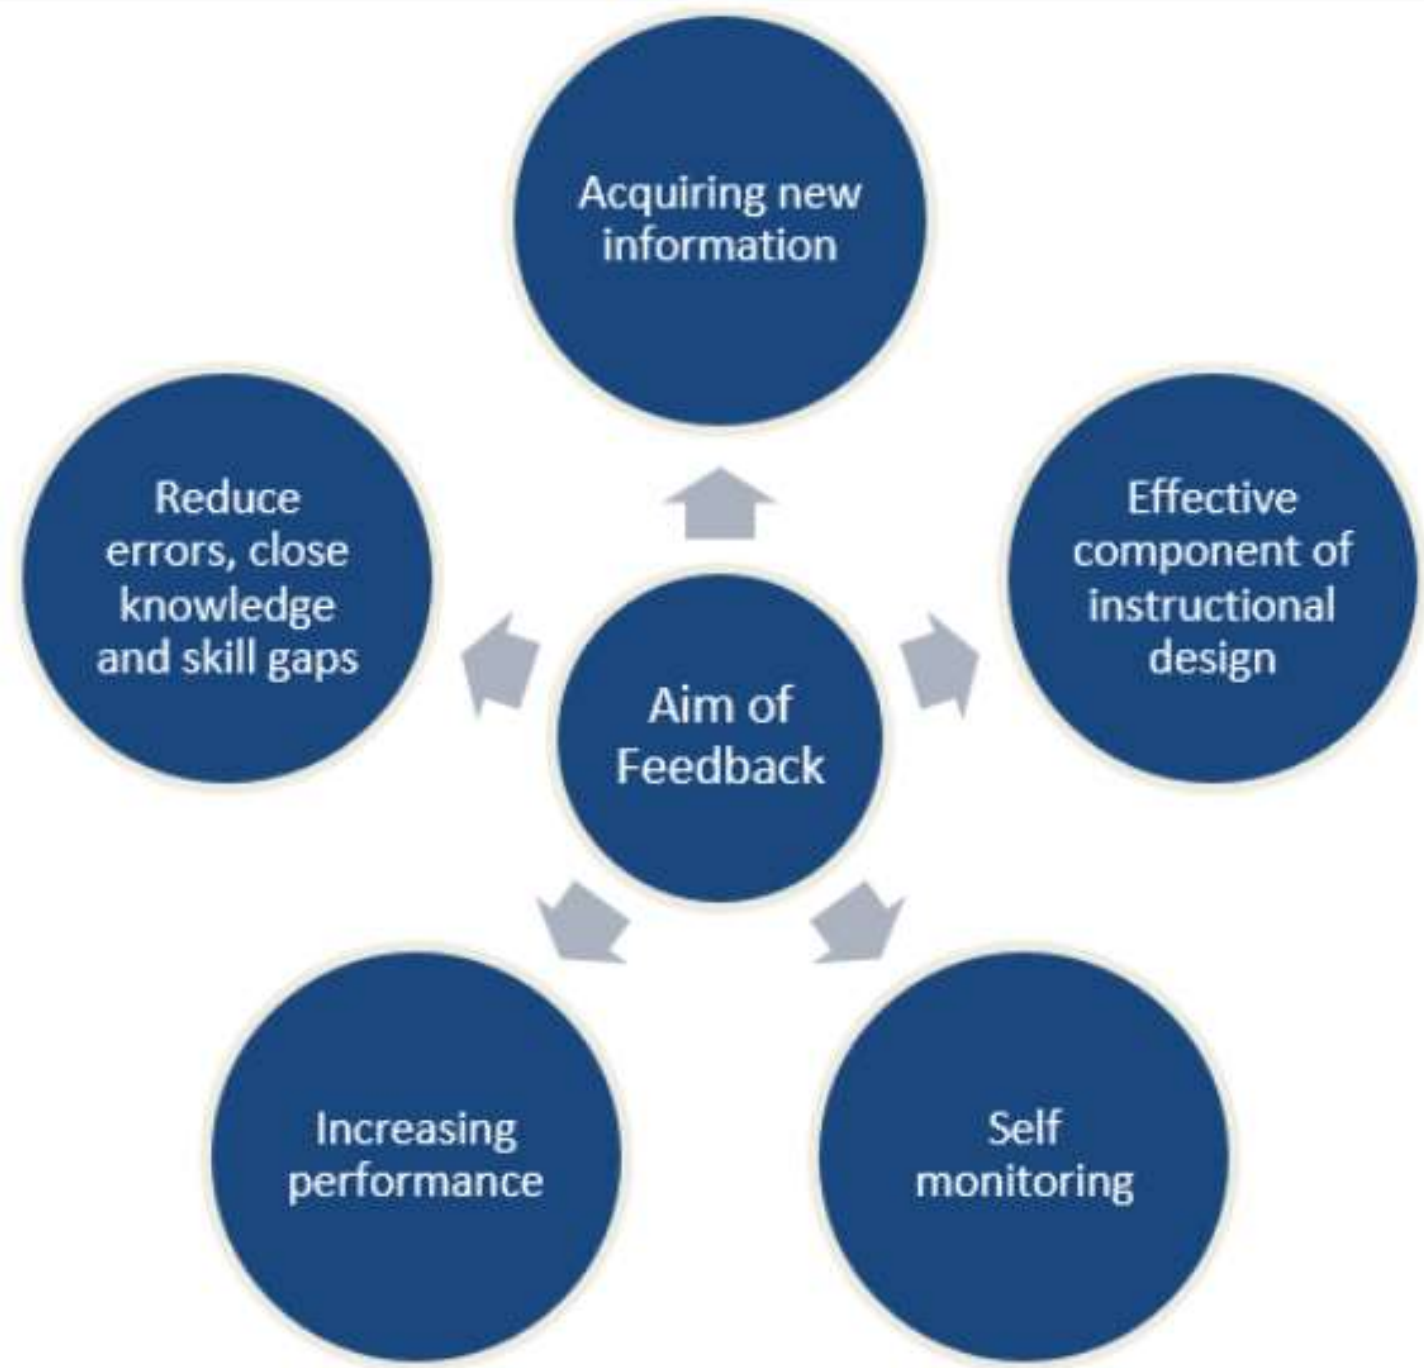 Acquiring new
information
Effective
component of
instructional
design
Self
monitoring
Increasing
performance
Reduce
errors, close
knowledge
and skill gaps
Aim of
Feedback